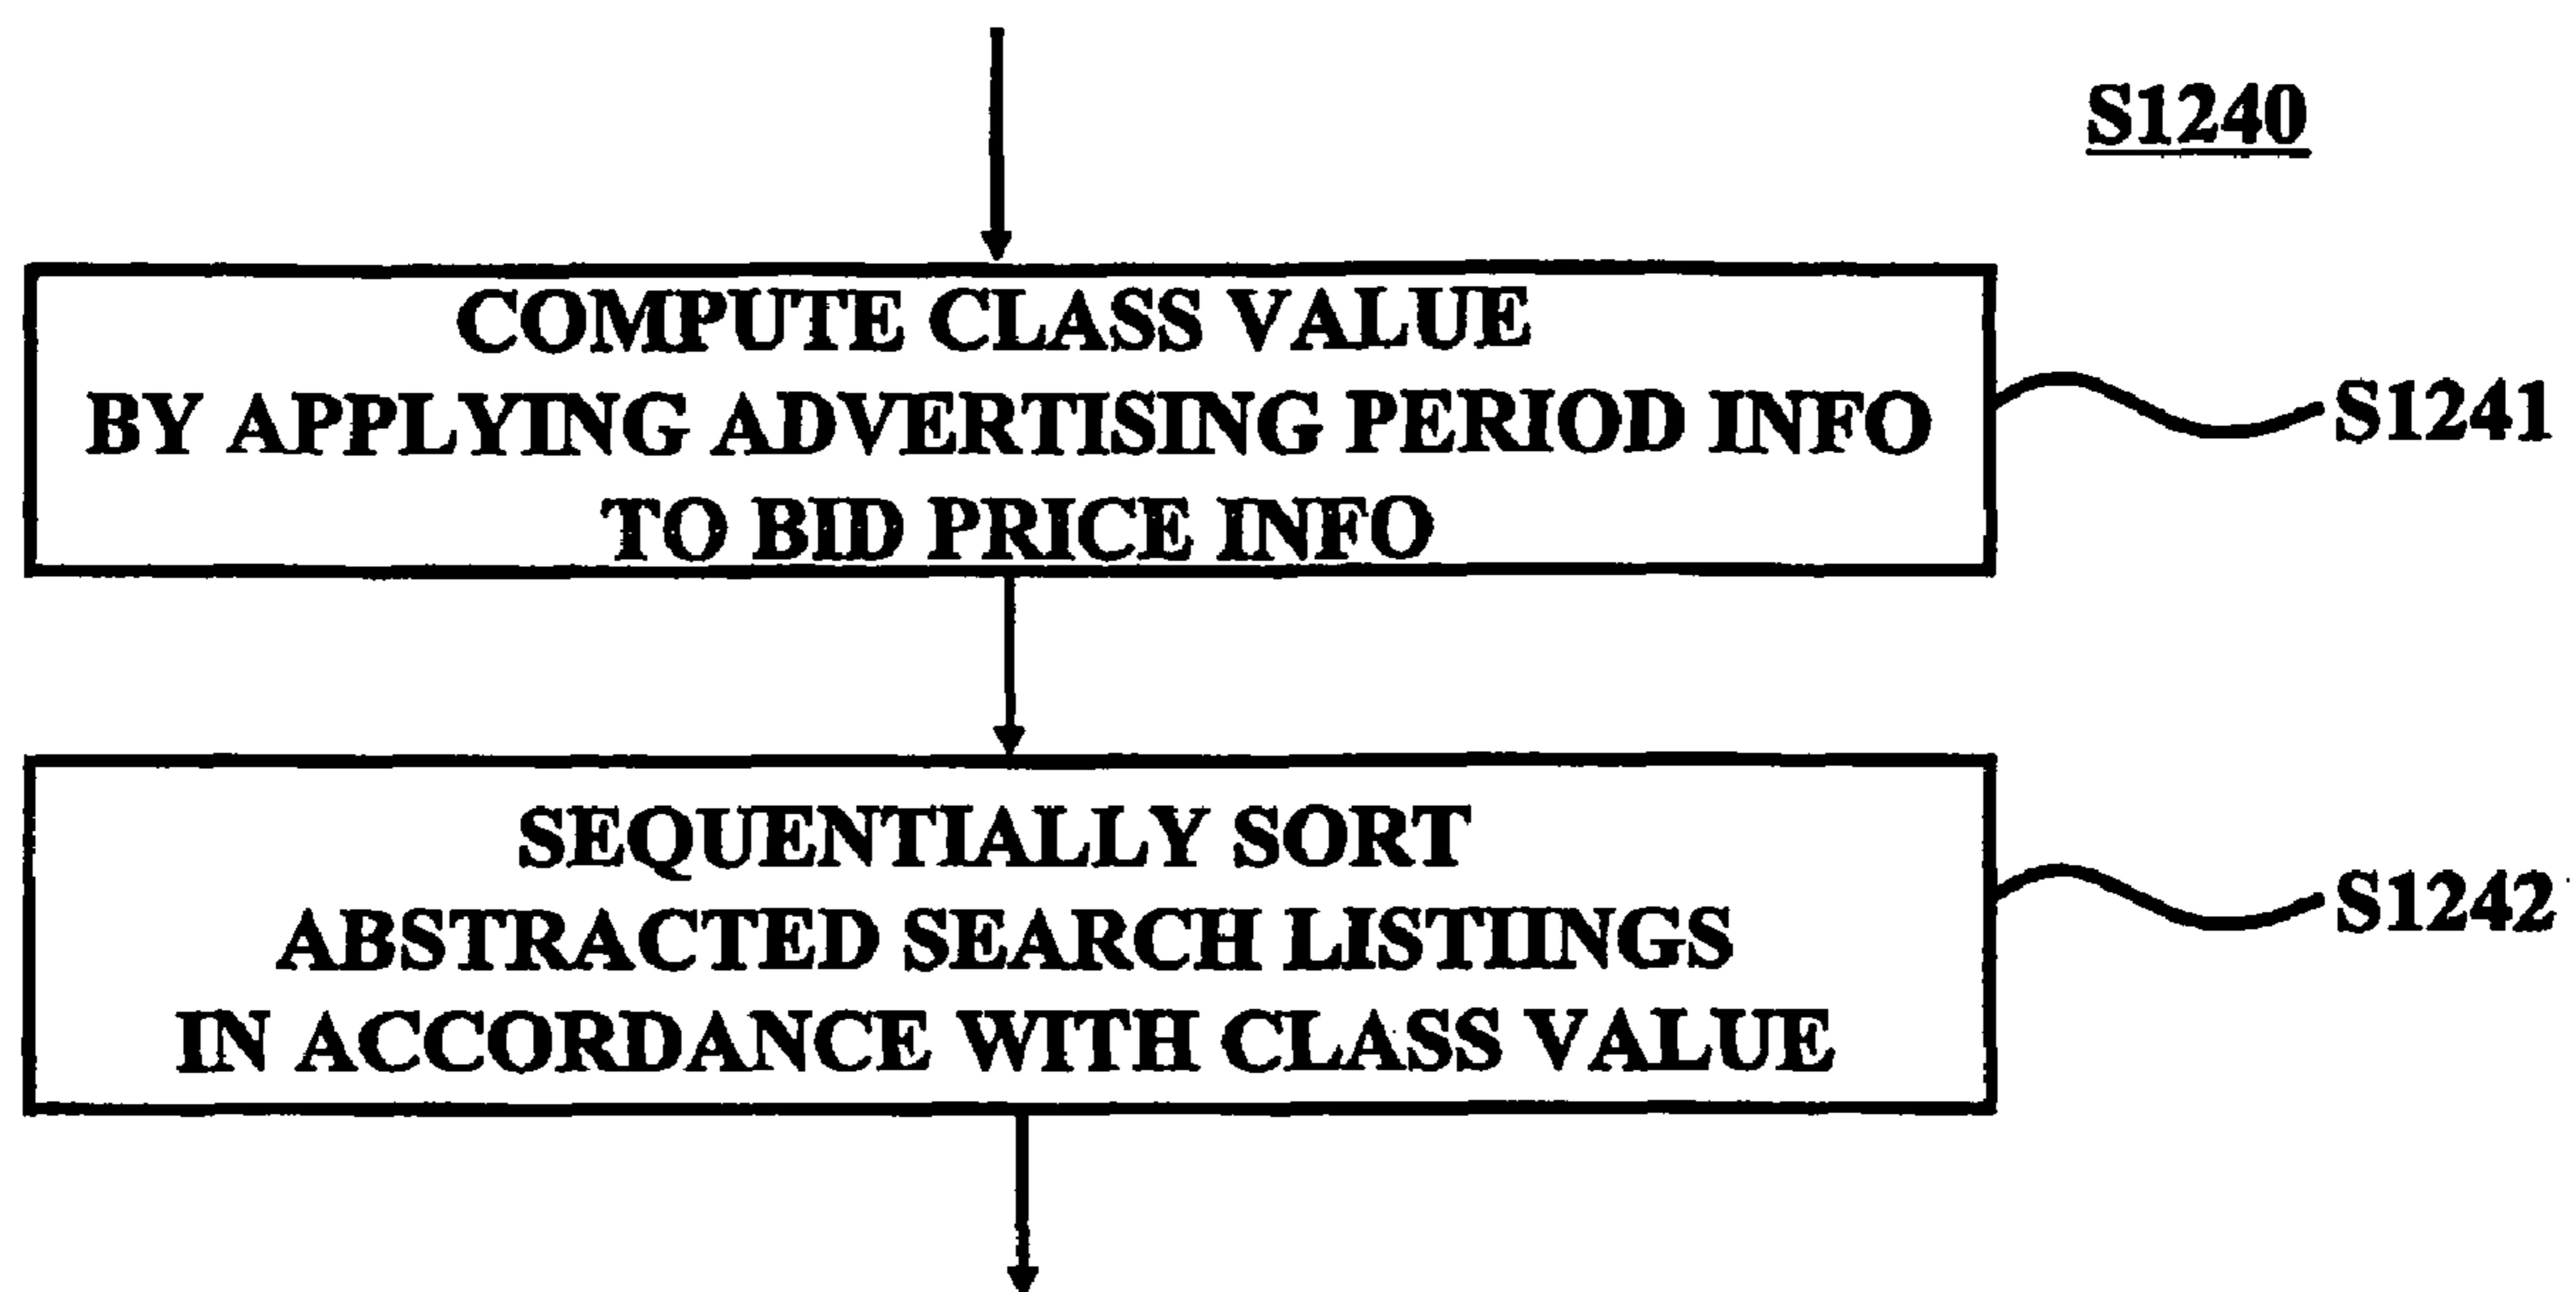 S1240
COMPUTE CLASS VALUE
BY APPLYING ADVERTISING PERIOD INFO
TO BID PRICE INFO
S1241
SEQUENTIALLY SORT
ABSTRACTED SEARCH LISTIINGS
IN ACCORDANCE WITH CLASS VALUE
S1242